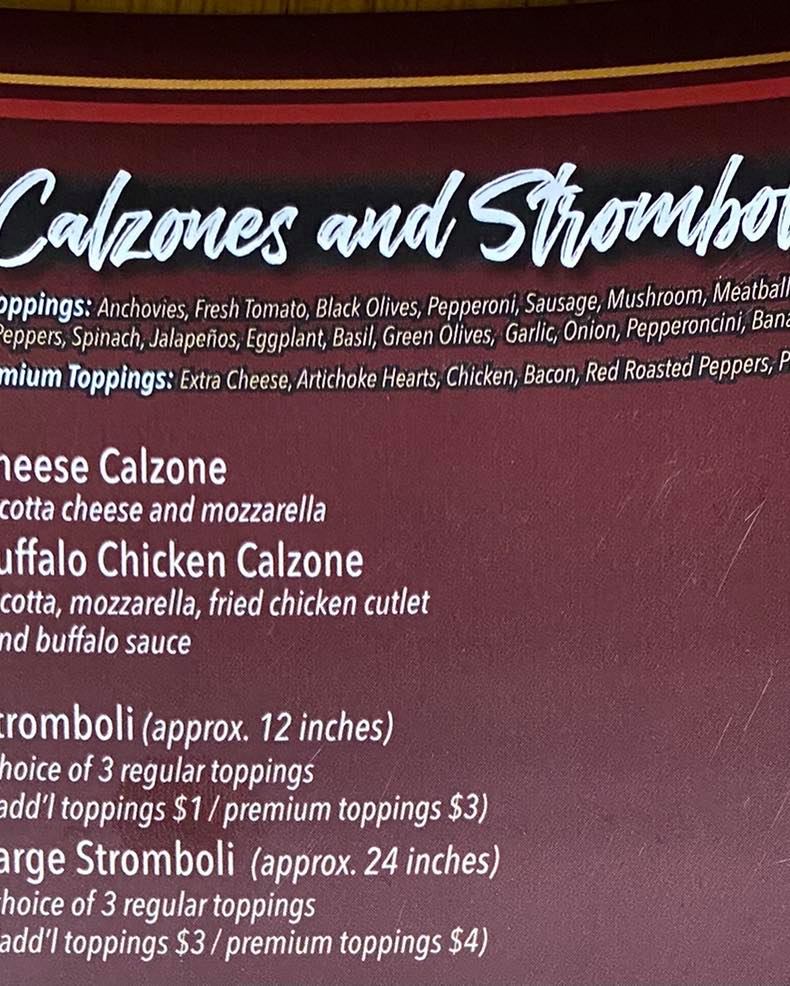 Calzones and Strombol
oppings: Anchovies, Fresh Tomato, Black Olives, Pepperoni, Sausage, Mushroom, Meatball
Peppers, Spinach, Jalapeños, Eggplant, Basil, Green Olives, Garlic, Onion, Pepperoncini, Bana
mium Toppings: Extra Cheese, Artichoke Hearts, Chicken, Bacon, Red Roasted Peppers, P
heese Calzone
cotta cheese and mozzarella
uffalo Chicken Calzone
cotta, mozzarella, fried chicken cutlet
nd buffalo sauce
tromboli (approx. 12 inches)
hoice of 3 regular toppings
add'l toppings $1 / premium toppings $3)
arge Stromboli (approx. 24 inches)
hoice of 3 regular toppings
add'l toppings $3 / premium toppings $4)